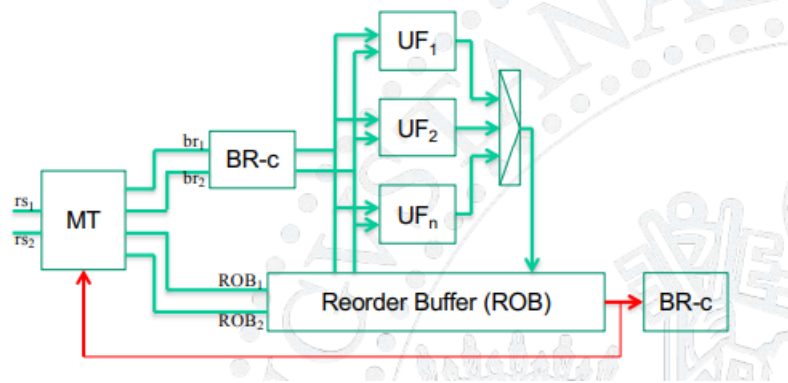 UF1
UF2
UFn
br1
br2
BR-c
rs1
rs2
MT
ROB1
ROB2
Reorder Buffer (ROB)
BR-c